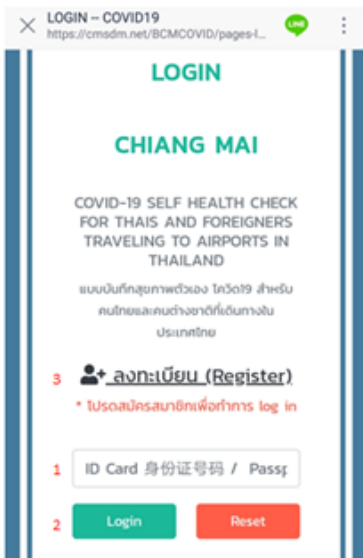 LOGIN – COVID19
https://cmsdm.net/BCMCOVID/pages-l...
LINE
LOGIN
CHIANG MAI
COVID-19 SELF HEALTH CHECK
FOR THAIS AND FOREIGNERS
TRAVELING TO AIRPORTS IN
THAILAND
แบบบันทึกสุขภาพตัวเอง โควิด19 สำหรับ
คนไทยและคนต่างชาติที่เดินทางใน
ประเทศไทย
3 ลงทะเบียน (Register)
* โปรดสมัครสมาชิกเพื่อทำการ log in
1 ID Card 身份证号码 / Passp
2 Login Reset